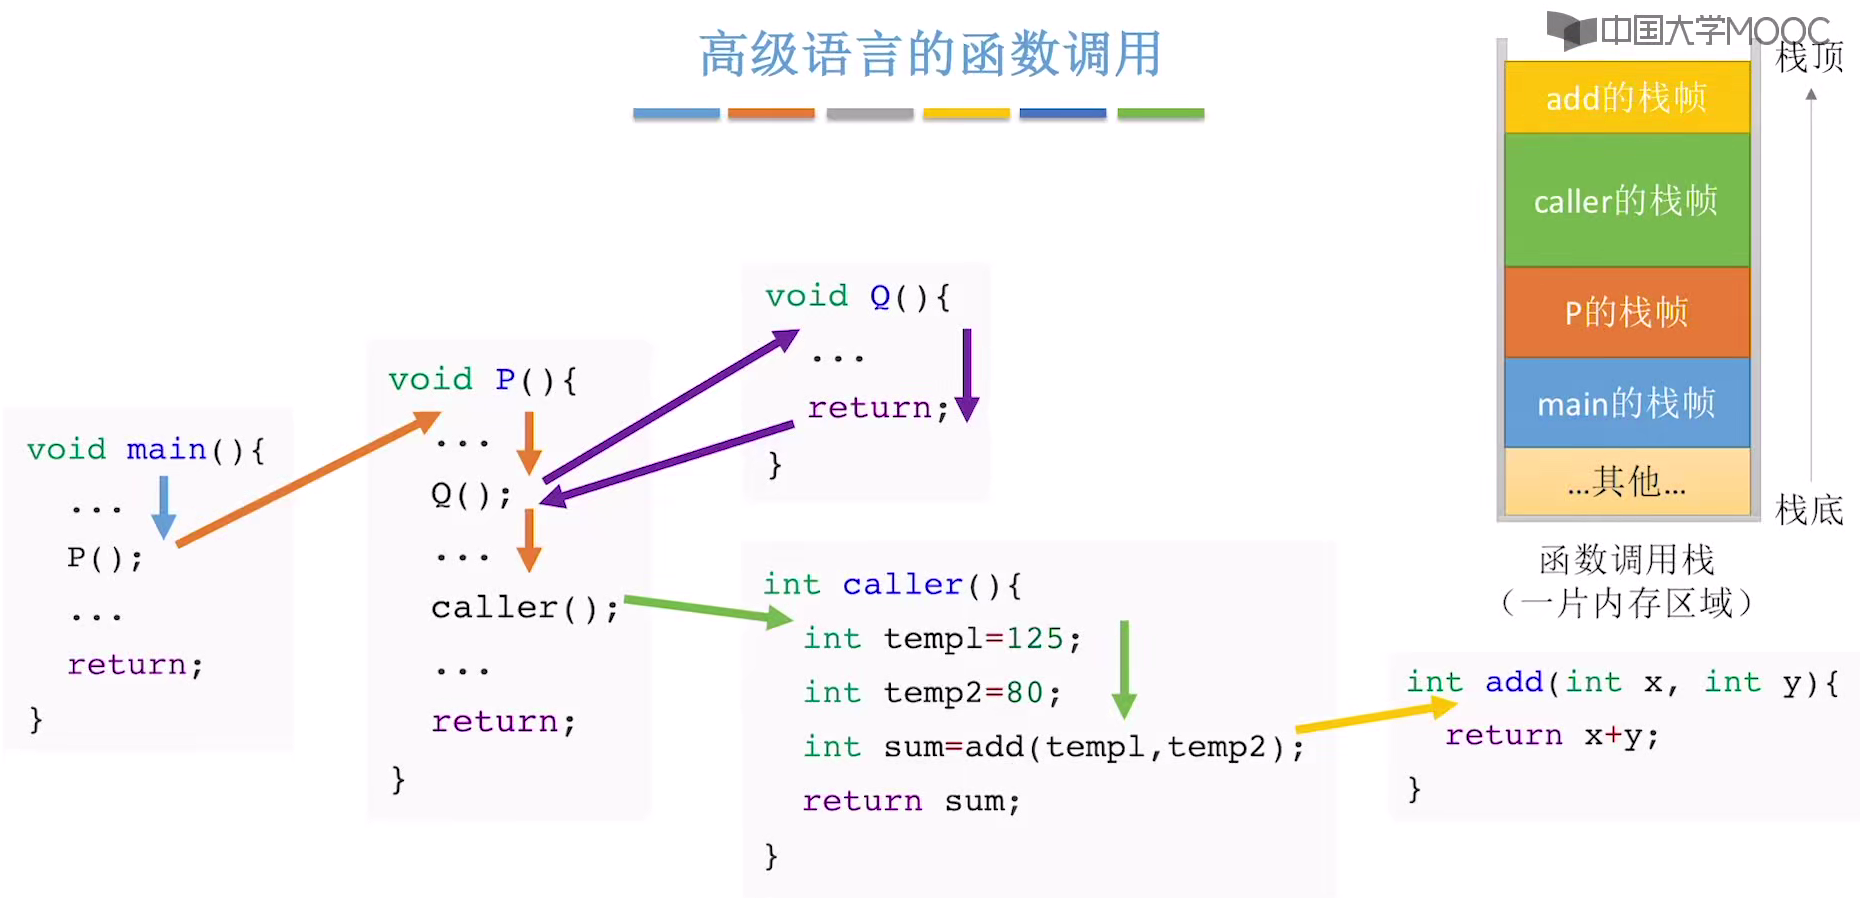 中国大学MOOC
高级语言的函数调用
栈顶
add的栈帧
caller的栈帧
P的栈帧
main的栈帧
...其他...
栈底
函数调用栈
（一片内存区域）
void main(){
...
P();
...
return;
}
void P(){
...
Q();
...
caller();
...
return;
}
void Q(){
...
return;
}
int caller(){
int temp1=125;
int temp2=80;
int sum=add(temp1,temp2);
return sum;
}
int add(int x, int y){
return x+y;
}